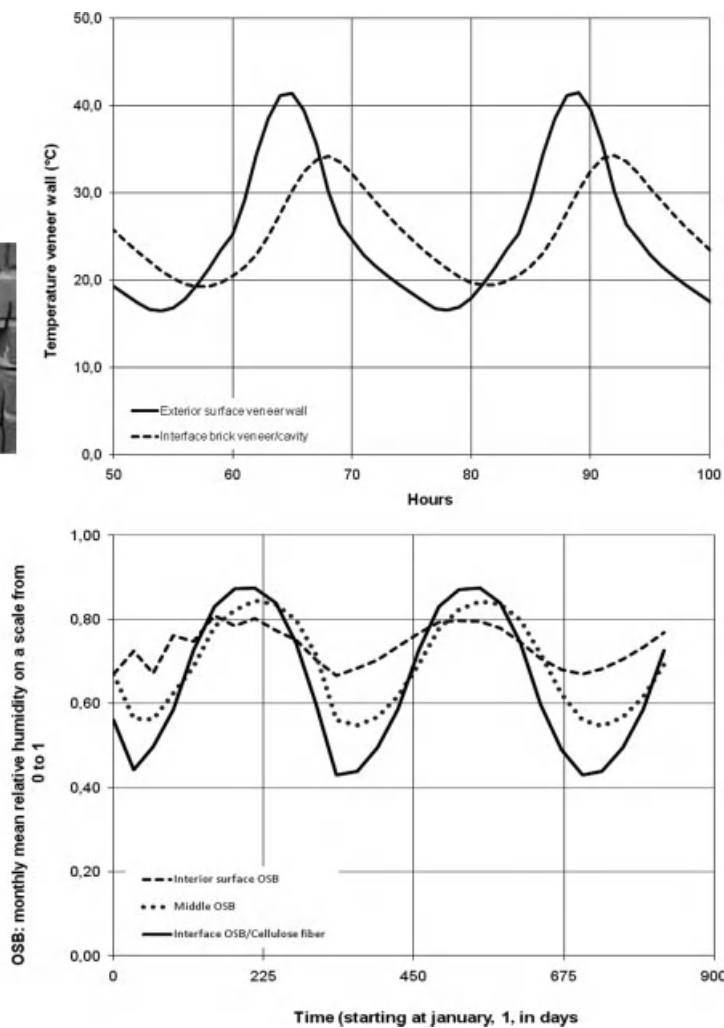 50,0
40,0
30,0
20,0
10,0
0,0
Temperature veneer wall (°C)
Exterior surface veneer wall
Interface brick veneer/cavity
50 60 70 80 90 100
Hours
1,00
0,80
0,60
0,40
0,20
0,00
OSB: monthly mean relative humidity on a scale from
0 to 1
Interior surface OSB
Middle OSB
Interface OSB/Cellulose fiber
0 225 450 675 900
Time (starting at january, 1, in days